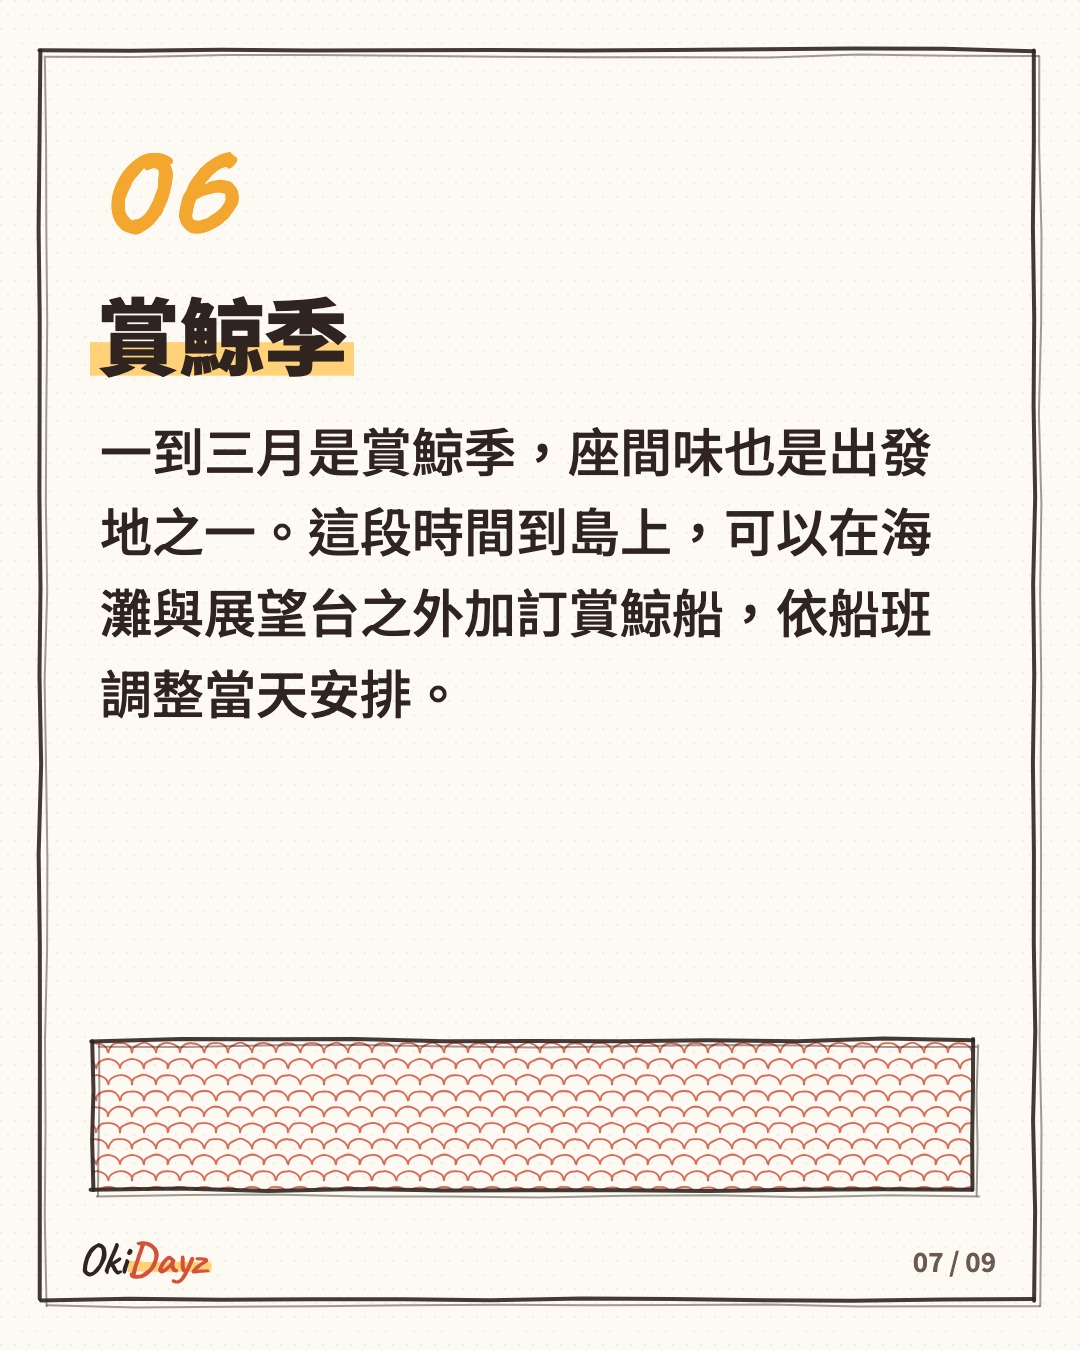 06
賞鯨季
一到三月是賞鯨季，座間味也是出發
地之一。這段時間到島上，可以在海
灘與展望台之外加訂賞鯨船，依船班
調整當天安排。
OkiDayz
07 / 09